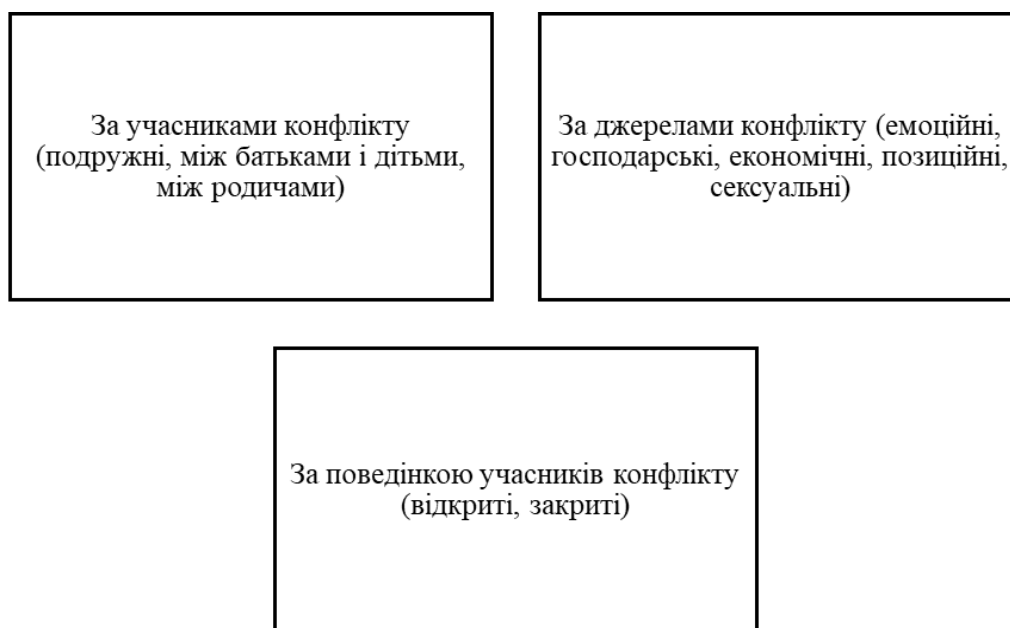 За учасниками конфлікту
(подружні, між батьками і дітьми,
між родичами)
За джерелами конфлікту (емоційні,
господарські, економічні, позиційні,
сексуальні)
За поведінкою учасників конфлікту
(відкриті, закриті)